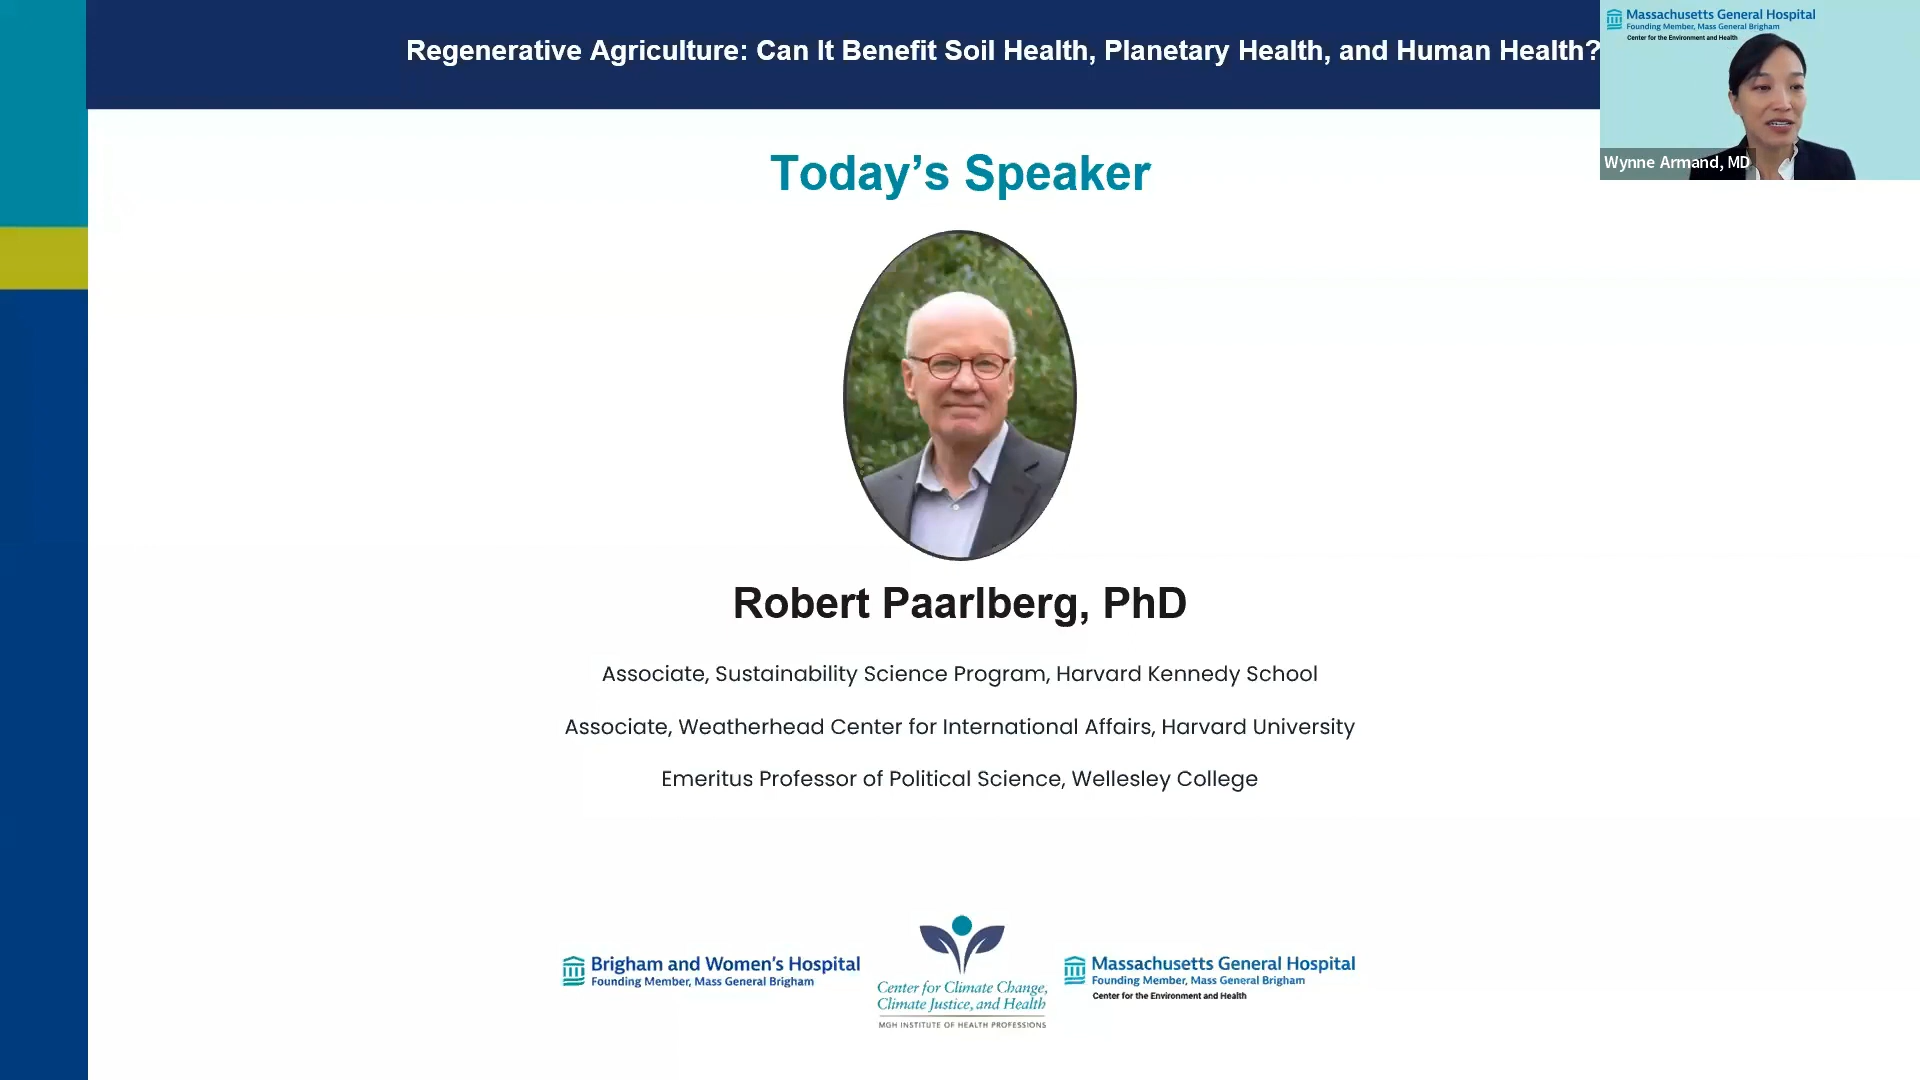 Regenerative Agriculture: Can It Benefit Soil Health, Planetary Health, and Human Health?
Massachusetts General Hospital
Founding Member, Mass General Brigham
Center for the Environment and Health
Wynne Armand, MD
Today’s Speaker
Robert Paarlberg, PhD
Associate, Sustainability Science Program, Harvard Kennedy School
Associate, Weatherhead Center for International Affairs, Harvard University
Emeritus Professor of Political Science, Wellesley College
Brigham and Women’s Hospital
Founding Member, Mass General Brigham
Center for Climate Change,
Climate Justice, and Health
MGH INSTITUTE OF HEALTH PROFESSIONS
Massachusetts General Hospital
Founding Member, Mass General Brigham
Center for the Environment and Health